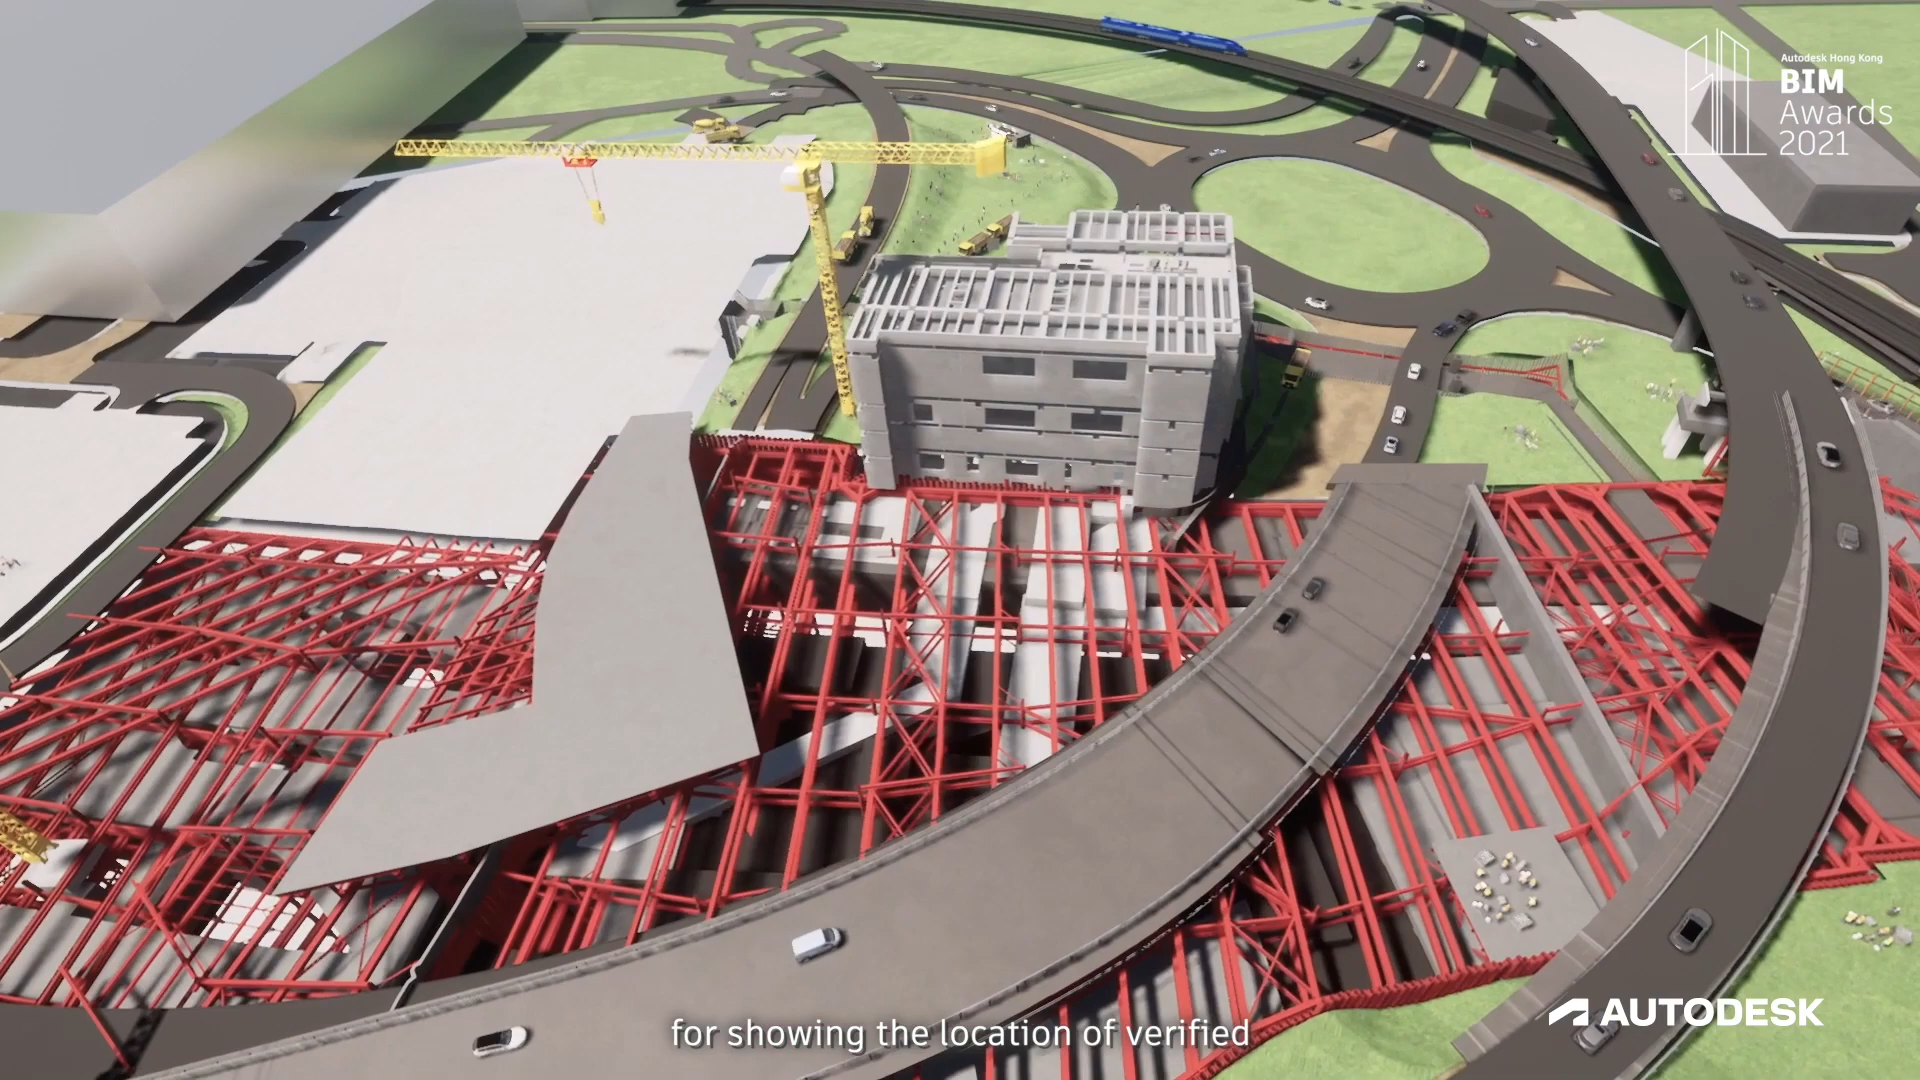 Autodesk Hong Kong
BIM
Awards
2021
for showing the location of verified
AUTODESK